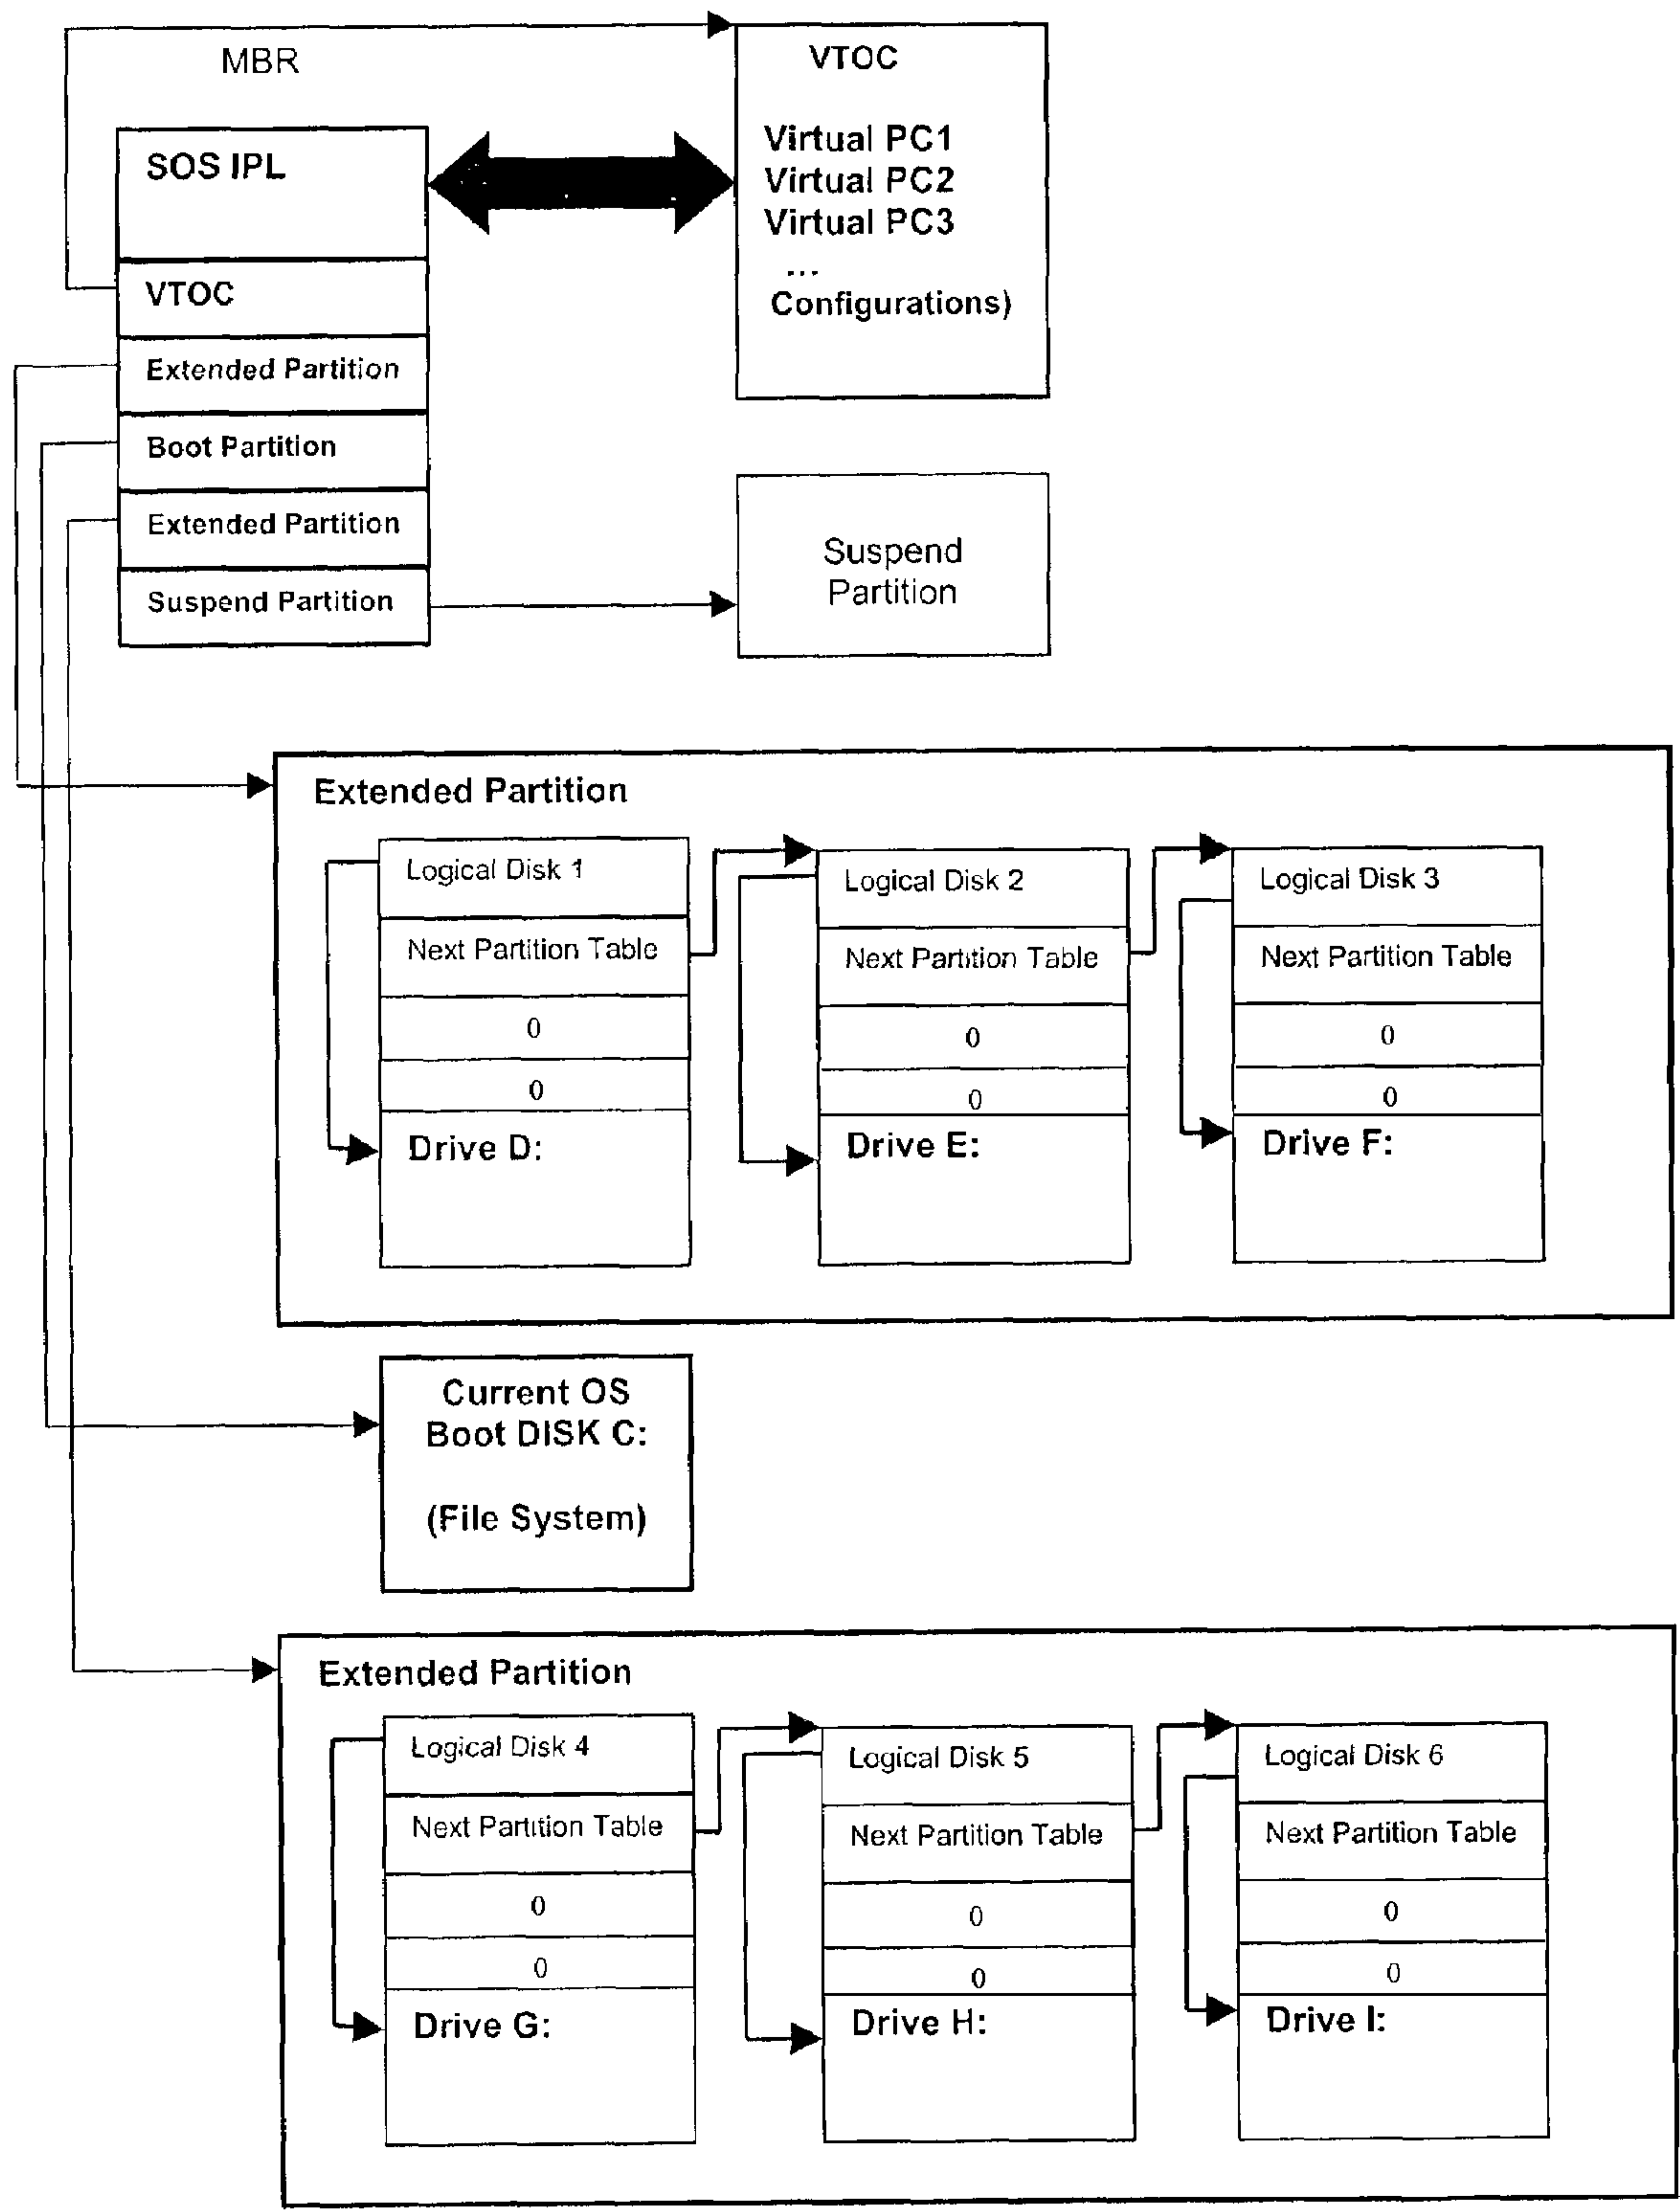 MBR
SOS IPL
VTOC
Extended Partition
Boot Partition
Extended Partition
Suspend Partition
VTOC
Virtual PC1
Virtual PC2
Virtual PC3
...
Configurations)
Suspend
Partition
Extended Partition
Logical Disk 1
Next Partition Table
0
0
Drive D:
Logical Disk 2
Next Partition Table
0
0
Drive E:
Logical Disk 3
Next Partition Table
0
0
Drive F:
Current OS
Boot DISK C:
(File System)
Extended Partition
Logical Disk 4
Next Partition Table
0
0
Drive G:
Logical Disk 5
Next Partition Table
0
0
Drive H:
Logical Disk 6
Next Partition Table
0
0
Drive I: